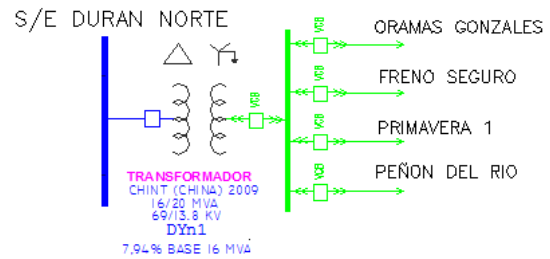 S/E DURAN NORTE
ORAMAS GONZALES
VCB
FRENO SEGURO
VCB
VCB
PRIMAVERA 1
VCB
PEÑON DEL RIO
VCB
TRANSFORMADOR
CHINT (CHINA) 2009
16/20 MVA
69/13.8 KV
DYn1
7,94% BASE 16 MVA